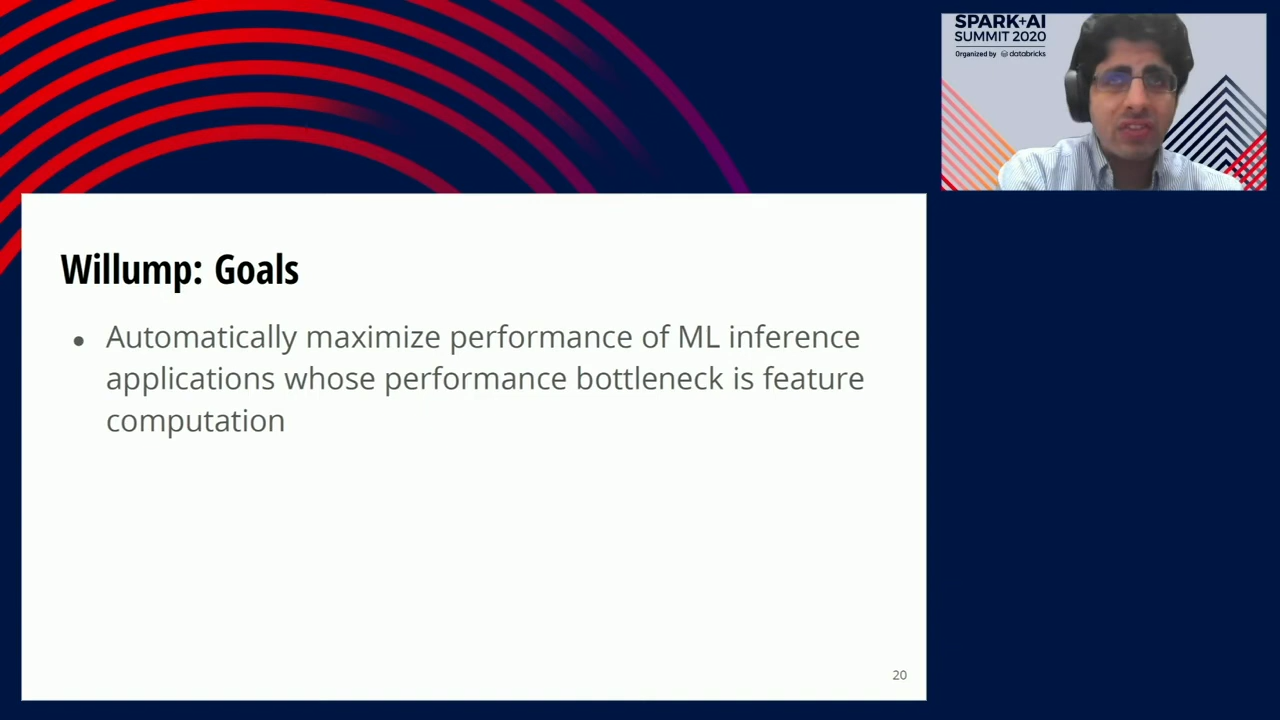 SPARK+AI
SUMMIT 2020
Organized by databricks
Willump: Goals
● Automatically maximize performance of ML inference
applications whose performance bottleneck is feature
computation
20